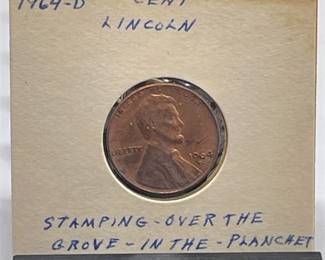 1964-D CENT
LINCOLN
LIBERTY
1964
STAMPING-OVER THE
GROVE-IN THE-PLANCHET